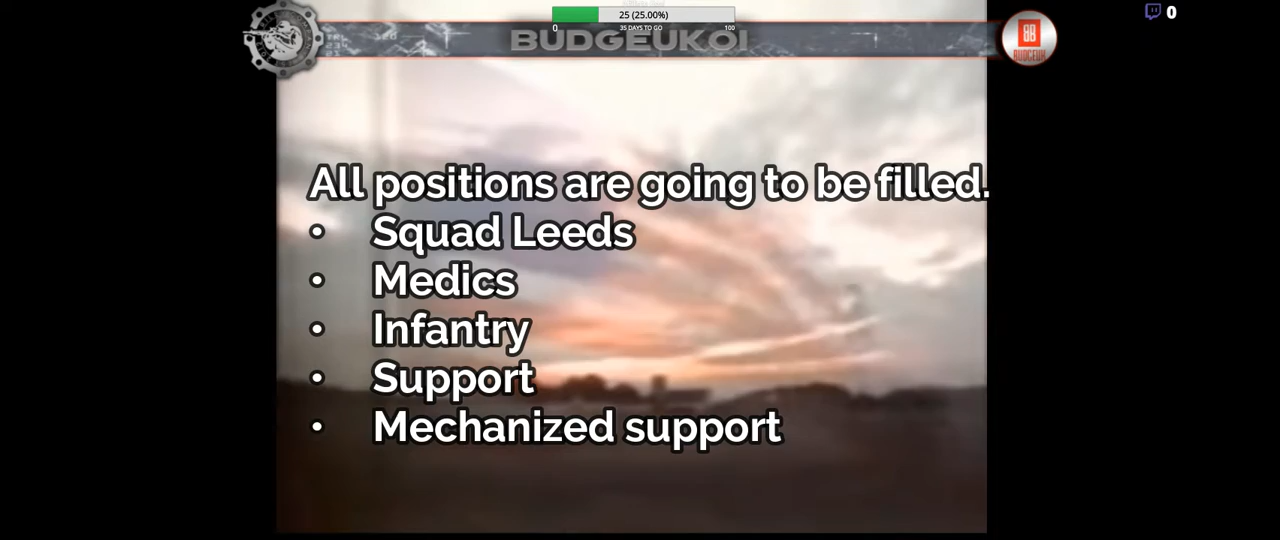 25 (25.00%)
0
35 DAYS TO GO
100
0
BUDGEUKOI
BUDGEUK
All positions are going to be filled.
• Squad Leeds
• Medics
• Infantry
• Support
• Mechanized support